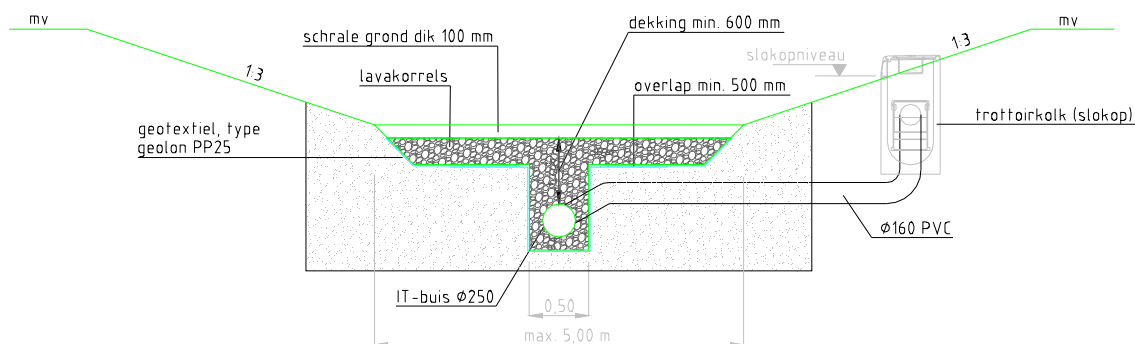 mv
dekking min. 600 mm
mv
schrale grond dik 100 mm
1:3
slokopniveau
1:3
lavakorrels
overlap min. 500 mm
geotextiel, type
geolon PP25
trottoirkolk (slokop)
Ø160 PVC
IT-buis Ø250
0,50
max. 5,00 m